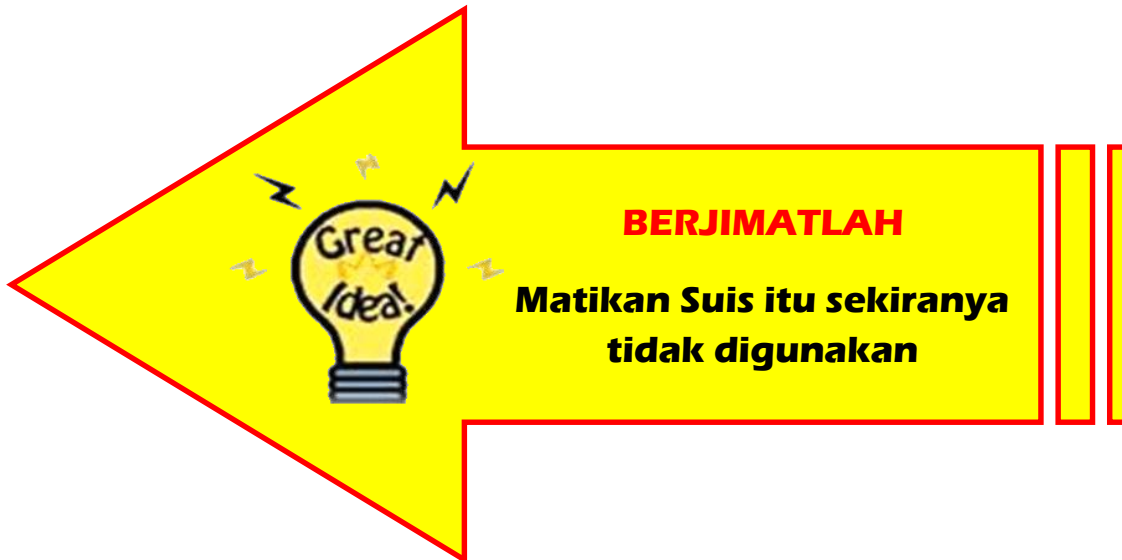 Great
Idea!
BERJIMATLAH
Matikan Suis itu sekiranya
tidak digunakan